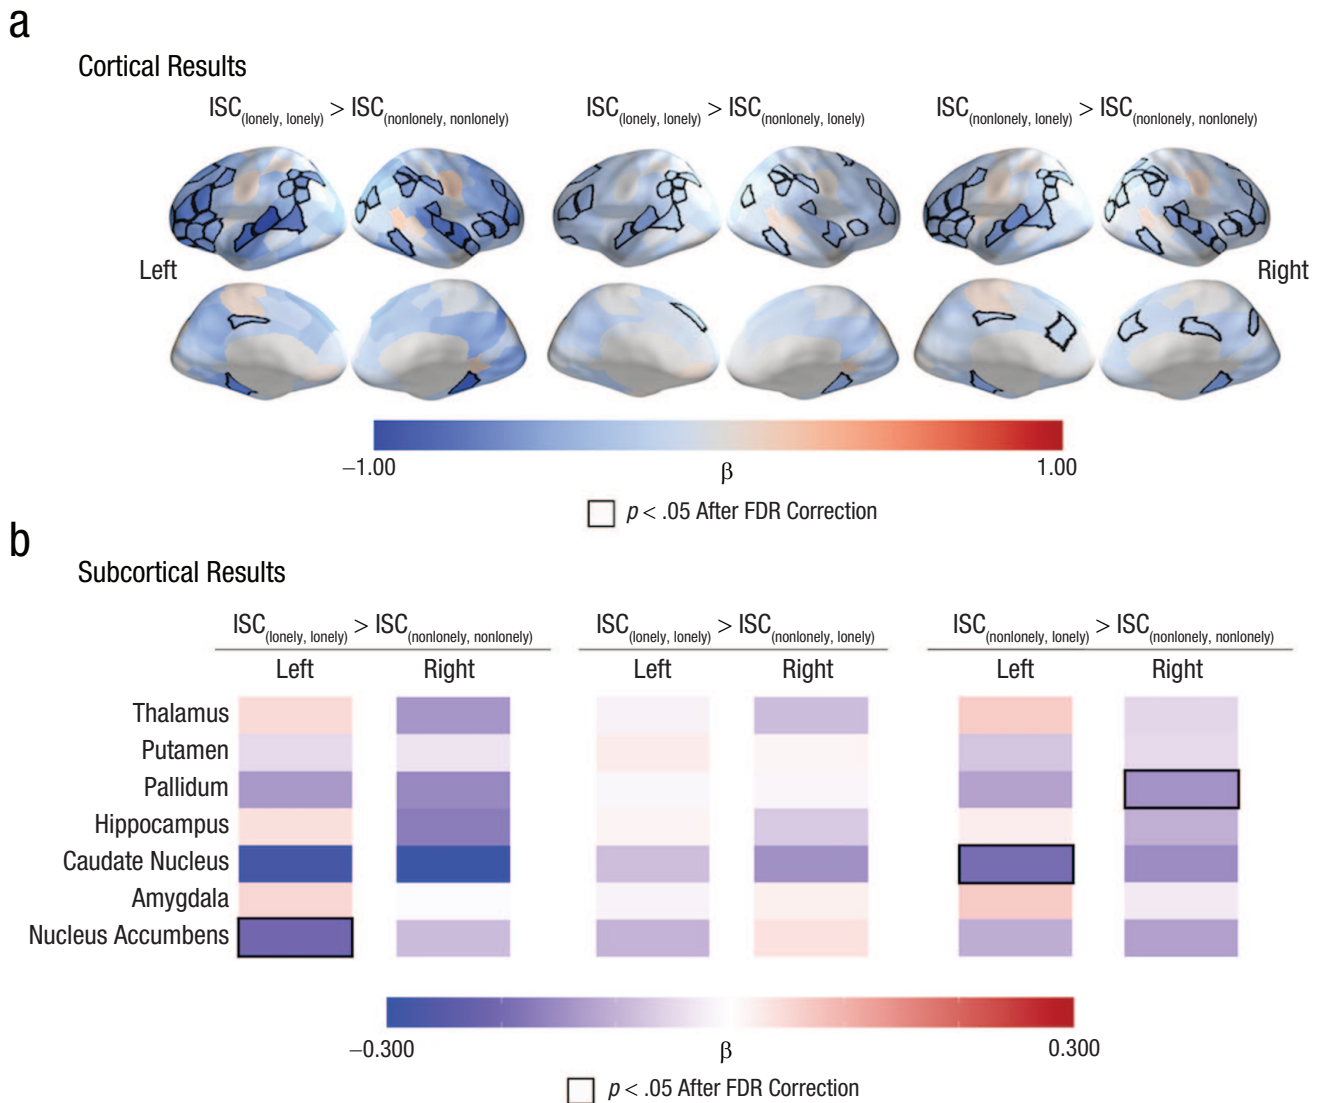 a
Cortical Results
ISC(lonely, lonely) > ISC(nonlonely, nonlonely) ISC(lonely, lonely) > ISC(nonlonely, lonely) ISC(nonlonely, lonely) > ISC(nonlonely, nonlonely)
Left Right
−1.00 β 1.00
p < .05 After FDR Correction
b
Subcortical Results
ISC(lonely, lonely) > ISC(nonlonely, nonlonely) ISC(lonely, lonely) > ISC(nonlonely, lonely) ISC(nonlonely, lonely) > ISC(nonlonely, nonlonely)
Left Right Left Right Left Right
Thalamus
Putamen
Pallidum
Hippocampus
Caudate Nucleus
Amygdala
Nucleus Accumbens
−0.300 β 0.300
p < .05 After FDR Correction